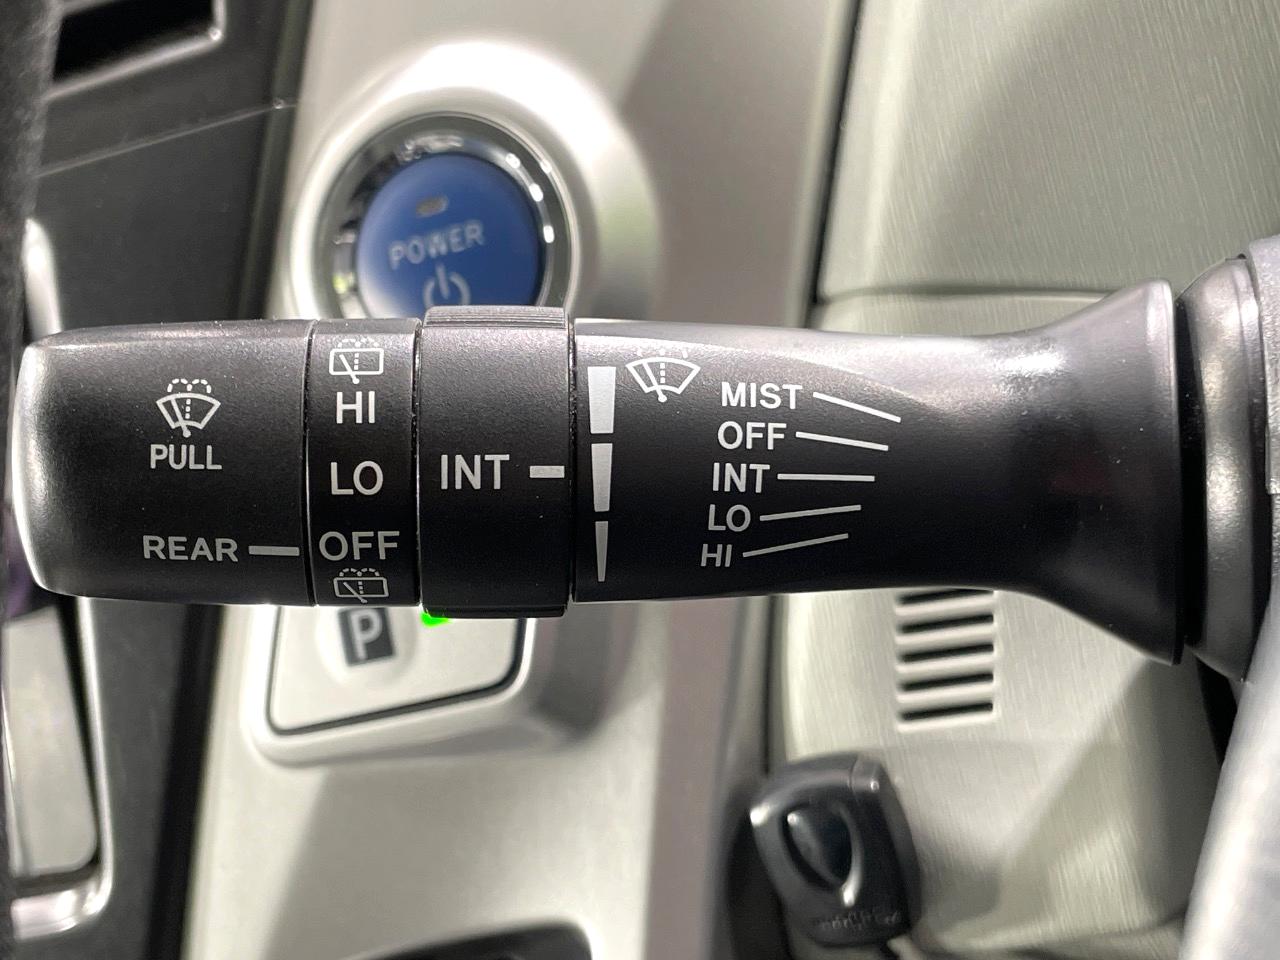 POWER
PULL
REAR
HI
LO
OFF
INT
MIST
OFF
INT
LO
HI
P